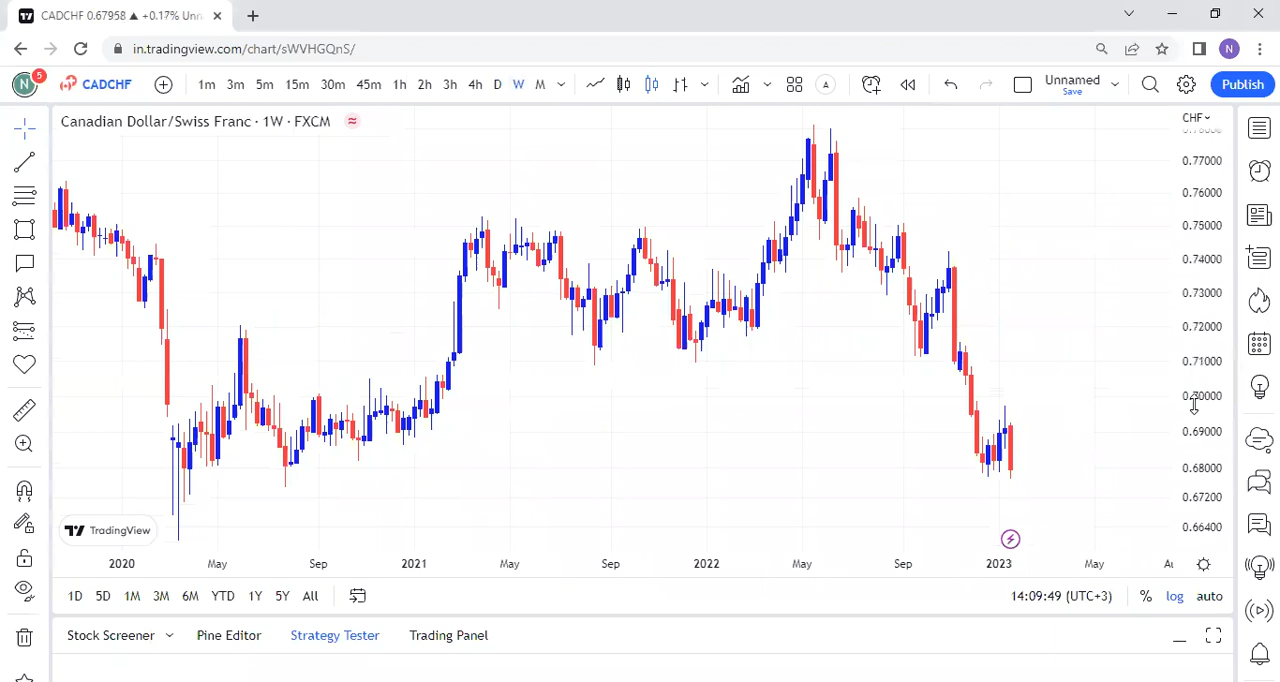 CADCHF 0.67958 ▲ +0.17% Unn
in.tradingview.com/chart/sWVHGQnS/
N
N 5 CADCHF 1m 3m 5m 15m 30m 45m 1h 2h 3h 4h D W M A Unnamed Save Publish
Canadian Dollar/Swiss Franc · 1W · FXCM
CHF
0.77000
0.76000
0.75000
0.74000
0.73000
0.72000
0.71000
0.70000
0.69000
0.68000
0.67200
0.66400
TradingView
2020 May Sep 2021 May Sep 2022 May Sep 2023 May
1D 5D 1M 3M 6M YTD 1Y 5Y All 14:09:49 (UTC+3) % log auto
Stock Screener Pine Editor Strategy Tester Trading Panel